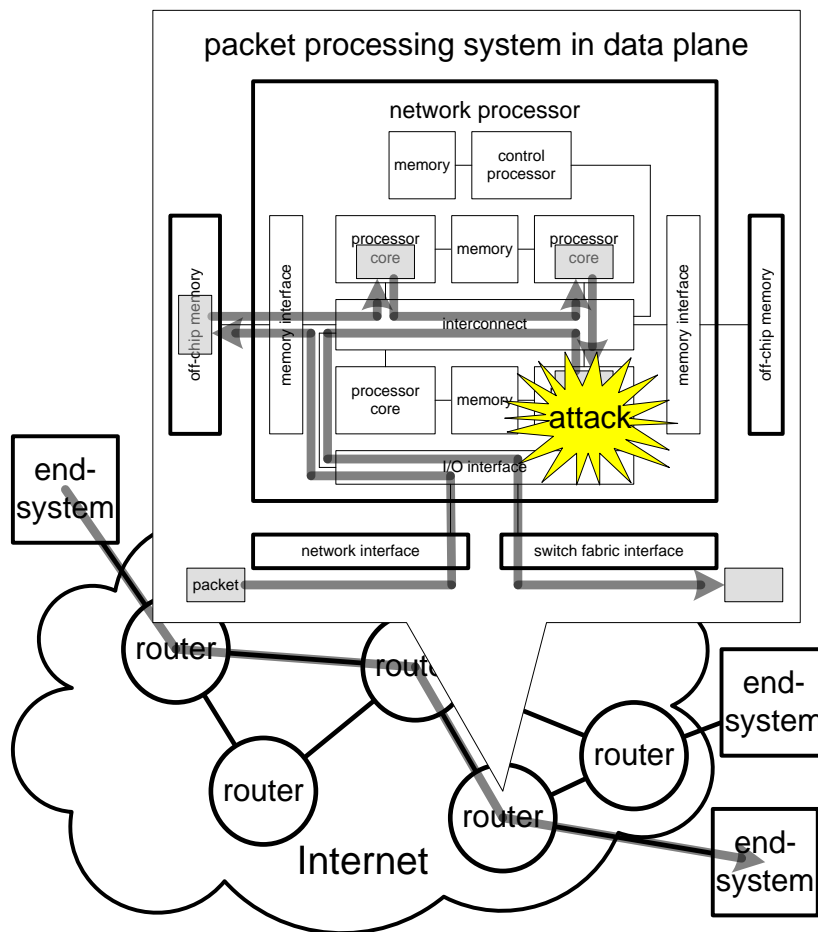 packet processing system in data plane
network processor
memory
control
processor
processor
core
memory
processor
core
off-chip memory
memory interface
interconnect
memory interface
off-chip memory
processor
core
memory
attack
I/O interface
network interface
switch fabric interface
packet
end-
system
router
router
router
router
router
end-
system
end-
system
Internet